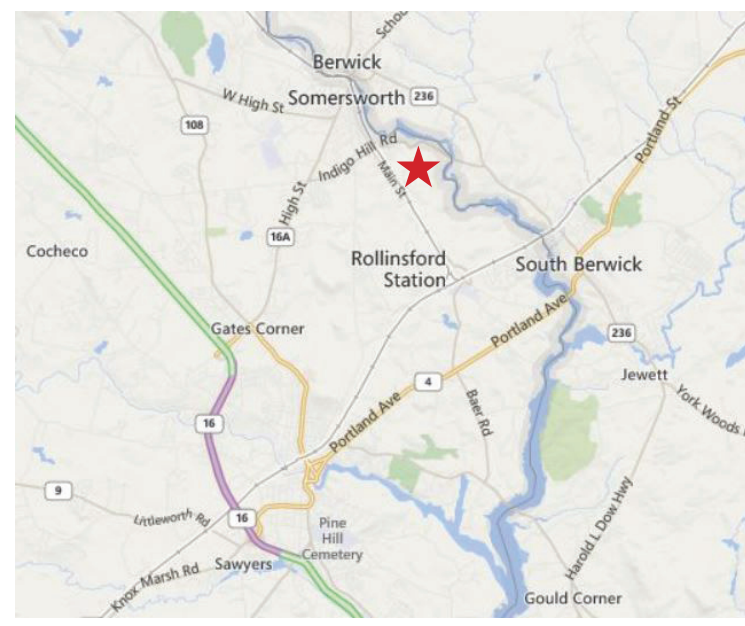 Schoo
Berwick
W High St
Somersworth
236
108
Indigo Hill Rd
Main St
Portland St
High St
16A
Cocheco
Rollinsford
Station
South Berwick
Gates Corner
Portland Ave
236
4
Jewett
Baer Rd
York Woods
16
Portland Ave
9
Littleworth Rd
16
Pine
Hill
Cemetery
Sawyers
Knox Marsh Rd
Harold L Dow Hwy
Gould Corner